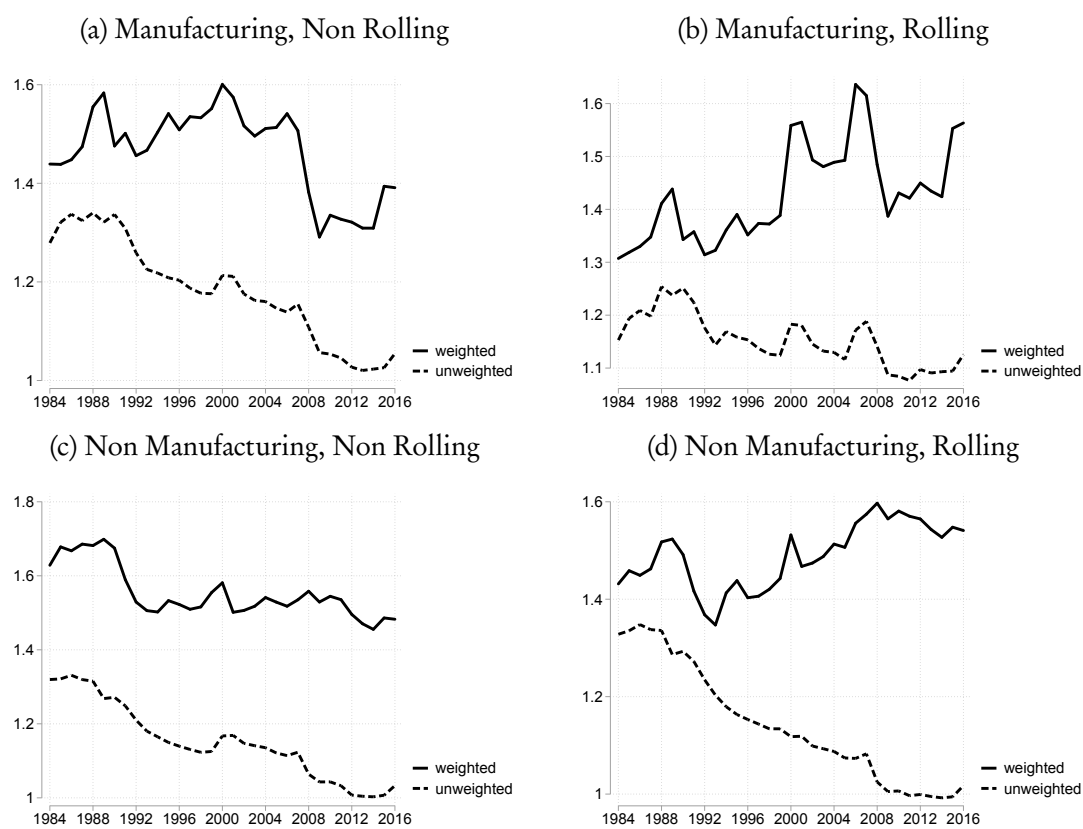 (a) Manufacturing, Non Rolling
1.6
1.4
1.2
1
1984 1988 1992 1996 2000 2004 2008 2012 2016
weighted
unweighted
(b) Manufacturing, Rolling
1.6
1.5
1.4
1.3
1.2
1.1
1984 1988 1992 1996 2000 2004 2008 2012 2016
weighted
unweighted
(c) Non Manufacturing, Non Rolling
1.8
1.6
1.4
1.2
1
1984 1988 1992 1996 2000 2004 2008 2012 2016
weighted
unweighted
(d) Non Manufacturing, Rolling
1.6
1.4
1.2
1
1984 1988 1992 1996 2000 2004 2008 2012 2016
weighted
unweighted